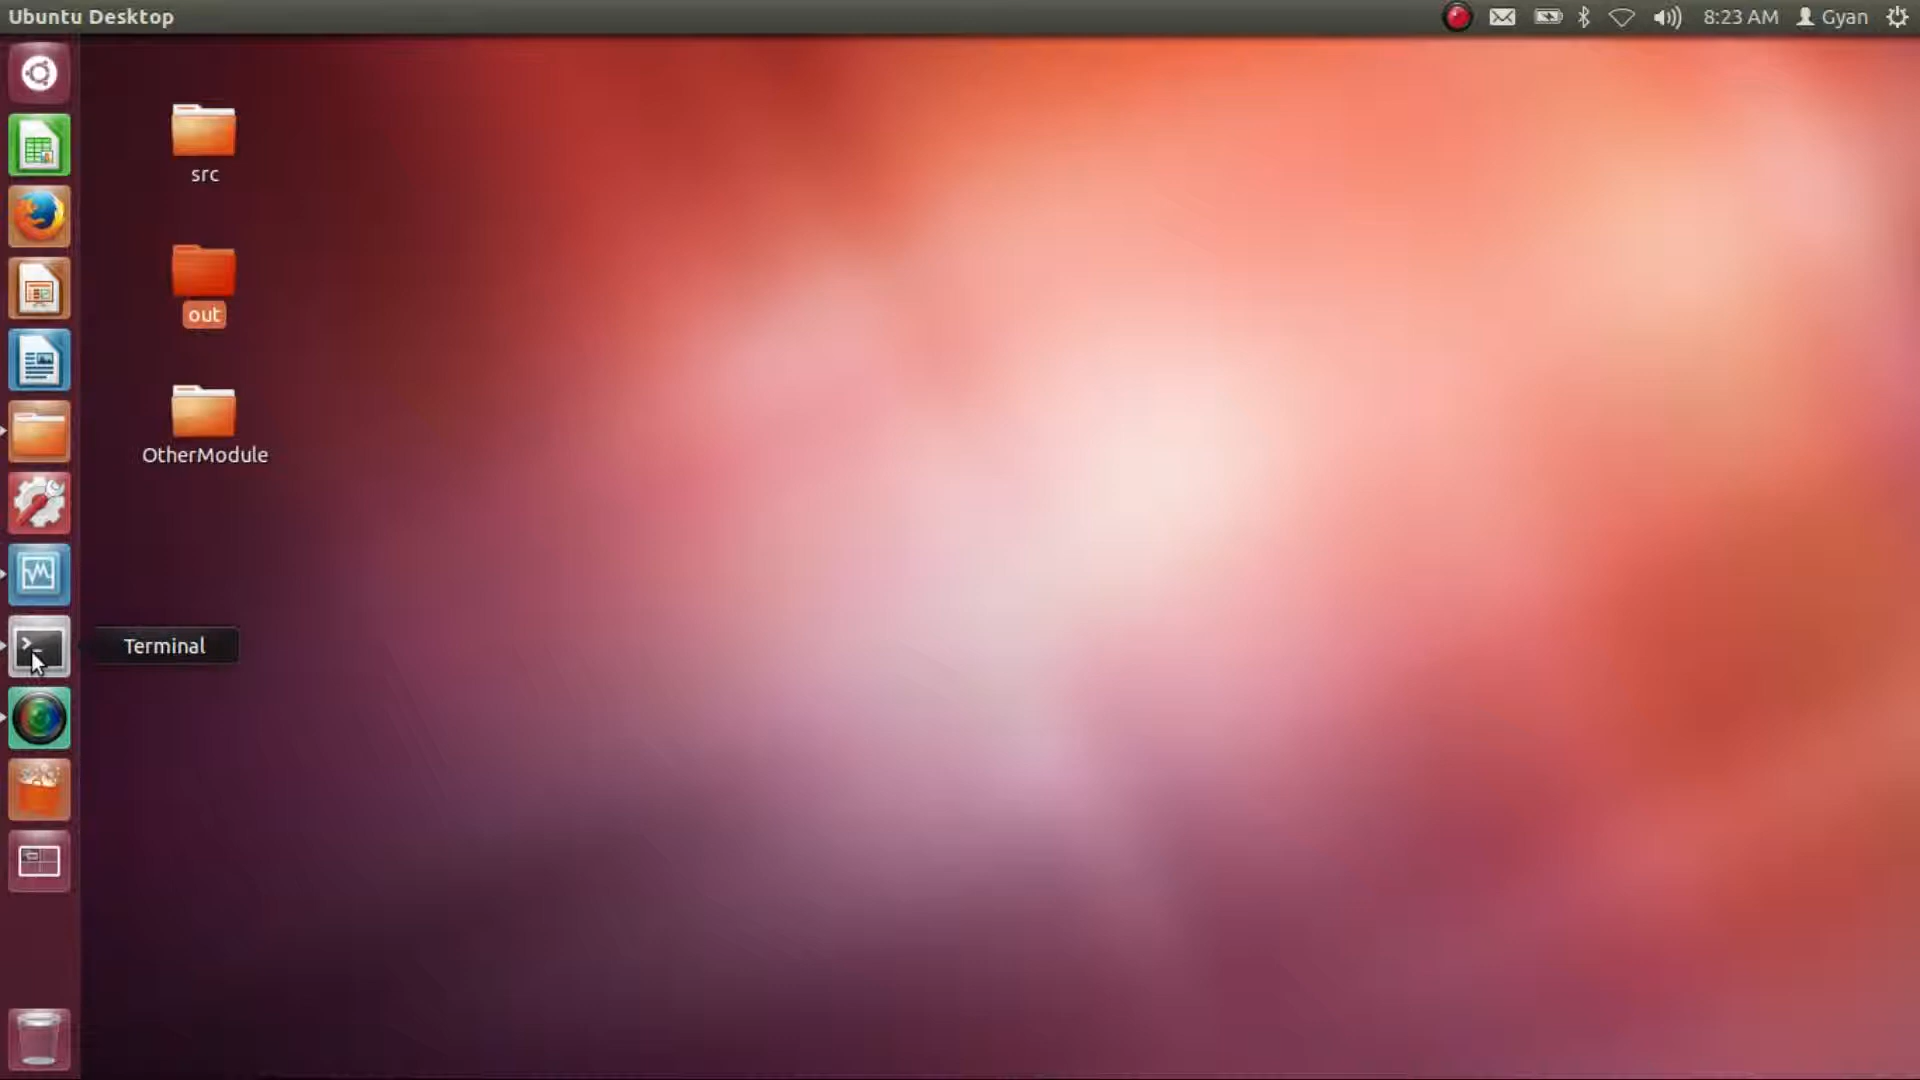 Ubuntu Desktop
8:23 AM
Gyan
src
out
OtherModule
Terminal